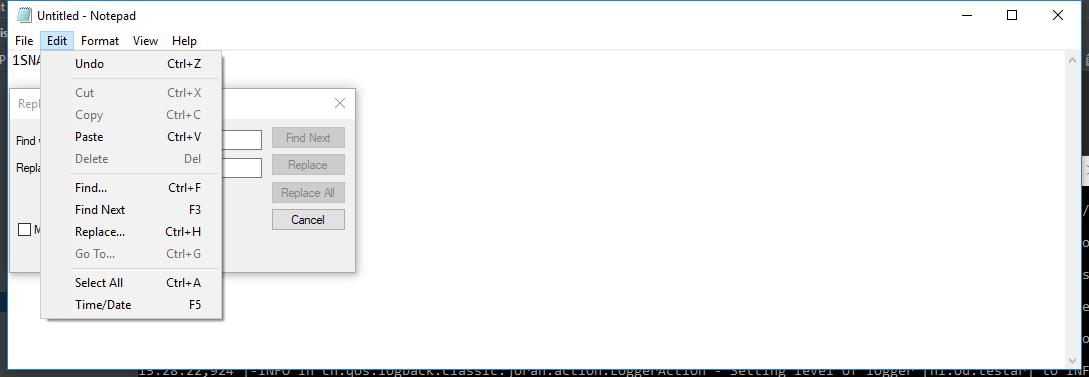 Untitled - Notepad
File Edit Format View Help
1SNA
Undo Ctrl+Z
Cut Ctrl+X
Copy Ctrl+C
Paste Ctrl+V
Delete Del
Find... Ctrl+F
Find Next F3
Replace... Ctrl+H
Go To... Ctrl+G
Select All Ctrl+A
Time/Date F5
Repl
Find
Find Next
Repla
Replace
Replace All
Cancel
M
15:28:22,924 |-INFO in ch.qos.logback.classic.joran.action.LoggerAction - Setting level of logger [nl.ou.testar] to INF